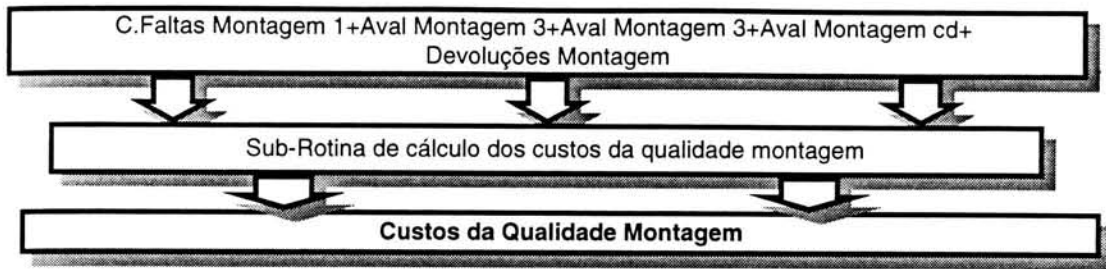 C.Faltas Montagem 1+Aval Montagem 3+Aval Montagem 3+Aval Montagem cd+
Devoluções Montagem
Sub-Rotina de cálculo dos custos da qualidade montagem
Custos da Qualidade Montagem